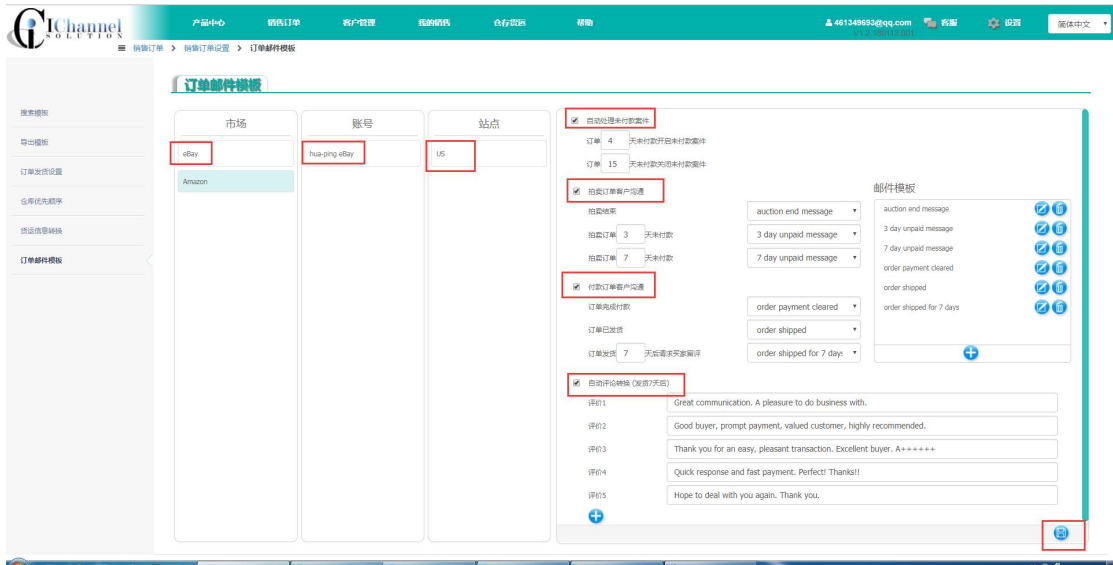 GIChannel
SOLUTION
产品中心 销售订单 客户管理 我的销售 仓存货运 帮助 461349693@qq.com 客服 设置 简体中文
V1.2.160113.001
销售订单 > 销售订单设置 > 订单邮件模板
订单邮件模板
搜索模板
导出模板
订单发货设置
仓库优先顺序
货运信息转换
订单邮件模板
市场
eBay
Amazon
账号
hua-ping eBay
站点
US
自动处理未付款案件
订单 4 天未付款开启未付款案件
订单 15 天未付款关闭未付款案件
拍卖订单客户沟通
拍卖结束 auction end message
拍卖订单 3 天未付款 3 day unpaid message
拍卖订单 7 天未付款 7 day unpaid message
付款订单客户沟通
订单完成付款 order payment cleared
订单已发货 order shipped
订单发货 7 天后请求买家留评 order shipped for 7 days
邮件模板
auction end message
3 day unpaid message
7 day unpaid message
order payment cleared
order shipped
order shipped for 7 days
自动评论转换 (发货7天后)
评价1 Great communication. A pleasure to do business with.
评价2 Good buyer, prompt payment, valued customer, highly recommended.
评价3 Thank you for an easy, pleasant transaction. Excellent buyer. A++++++
评价4 Quick response and fast payment. Perfect! Thanks!!
评价5 Hope to deal with you again. Thank you.